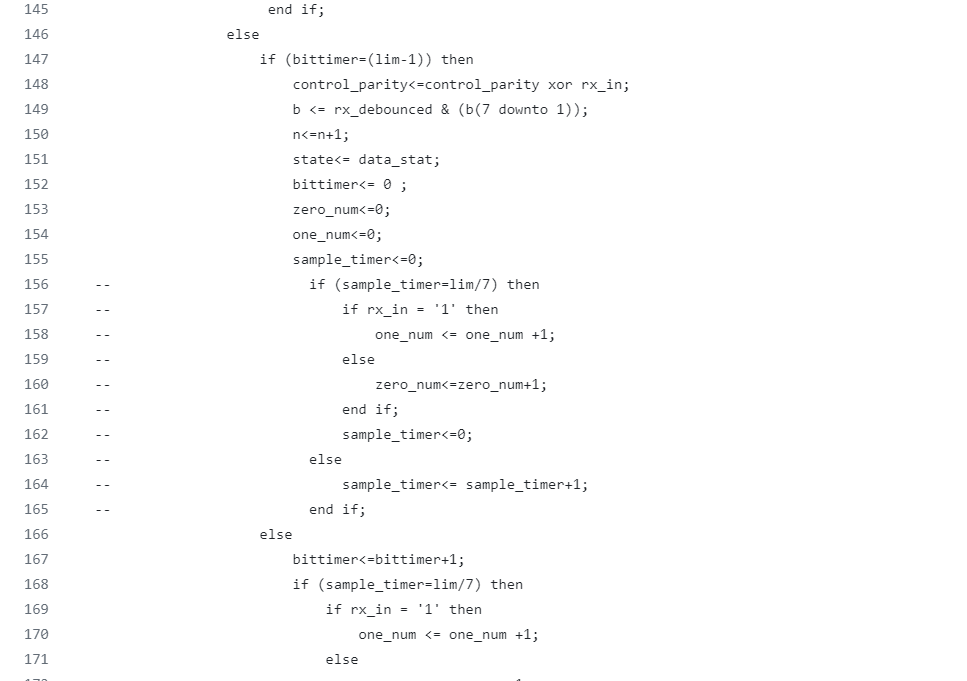 145 end if;
146 else
147 if (bittimer=(lim-1)) then
148 control_parity<=control_parity xor rx_in;
149 b <= rx_debounced & (b(7 downto 1));
150 n<=n+1;
151 state<= data_stat;
152 bittimer<= 0 ;
153 zero_num<=0;
154 one_num<=0;
155 sample_timer<=0;
156 -- if (sample_timer=lim/7) then
157 -- if rx_in = '1' then
158 -- one_num <= one_num +1;
159 -- else
160 -- zero_num<=zero_num+1;
161 -- end if;
162 -- sample_timer<=0;
163 -- else
164 -- sample_timer<= sample_timer+1;
165 -- end if;
166 else
167 bittimer<=bittimer+1;
168 if (sample_timer=lim/7) then
169 if rx_in = '1' then
170 one_num <= one_num +1;
171 else